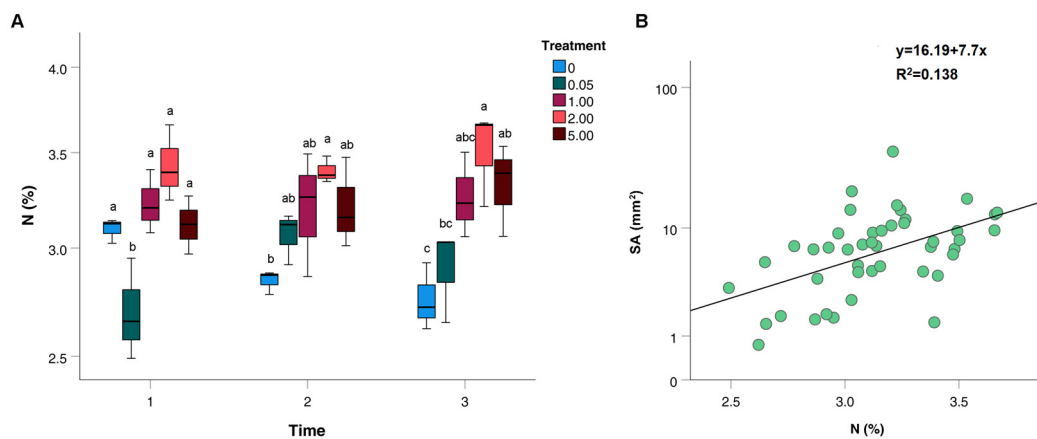 A
N (%)
4.0
3.5
3.0
2.5
a
b
a
a
a
b
ab
ab
a
ab
c
bc
abc
a
ab
1
2
3
Time
Treatment
0
0.05
1.00
2.00
5.00
B
y=16.19+7.7x
R²=0.138
SA (mm²)
100
10
1
0
2.5
3.0
3.5
N (%)